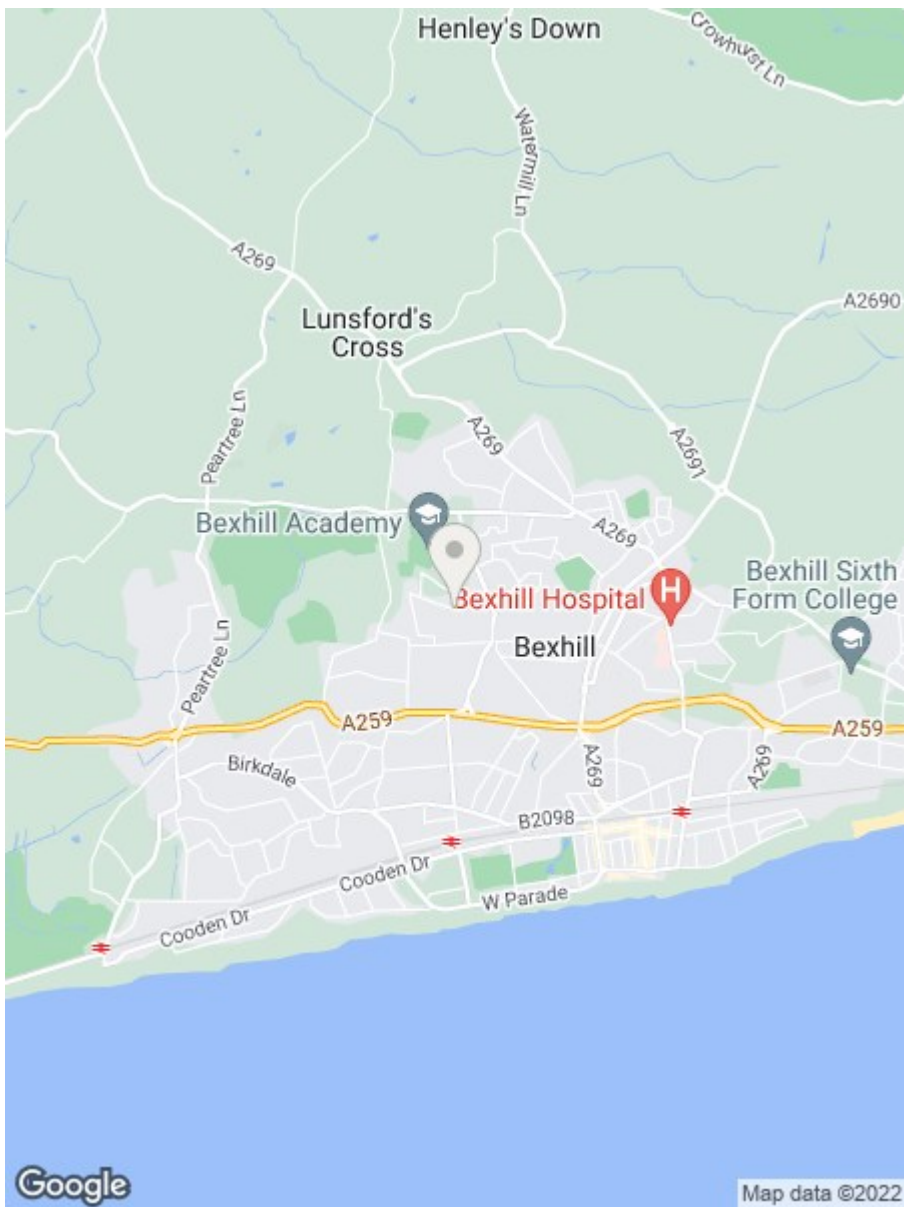 Henley's Down
Crowhurst Ln
Watermill Ln
A269
A2690
Lunsford's
Cross
Peartree Ln
A269
A2691
Bexhill Academy
A269
Bexhill Hospital
H
Bexhill Sixth
Form College
Peartree Ln
Bexhill
A259
A259
Birkdale
A269
A269
B2098
Cooden Dr
W Parade
Cooden Dr
Google
Map data ©2022